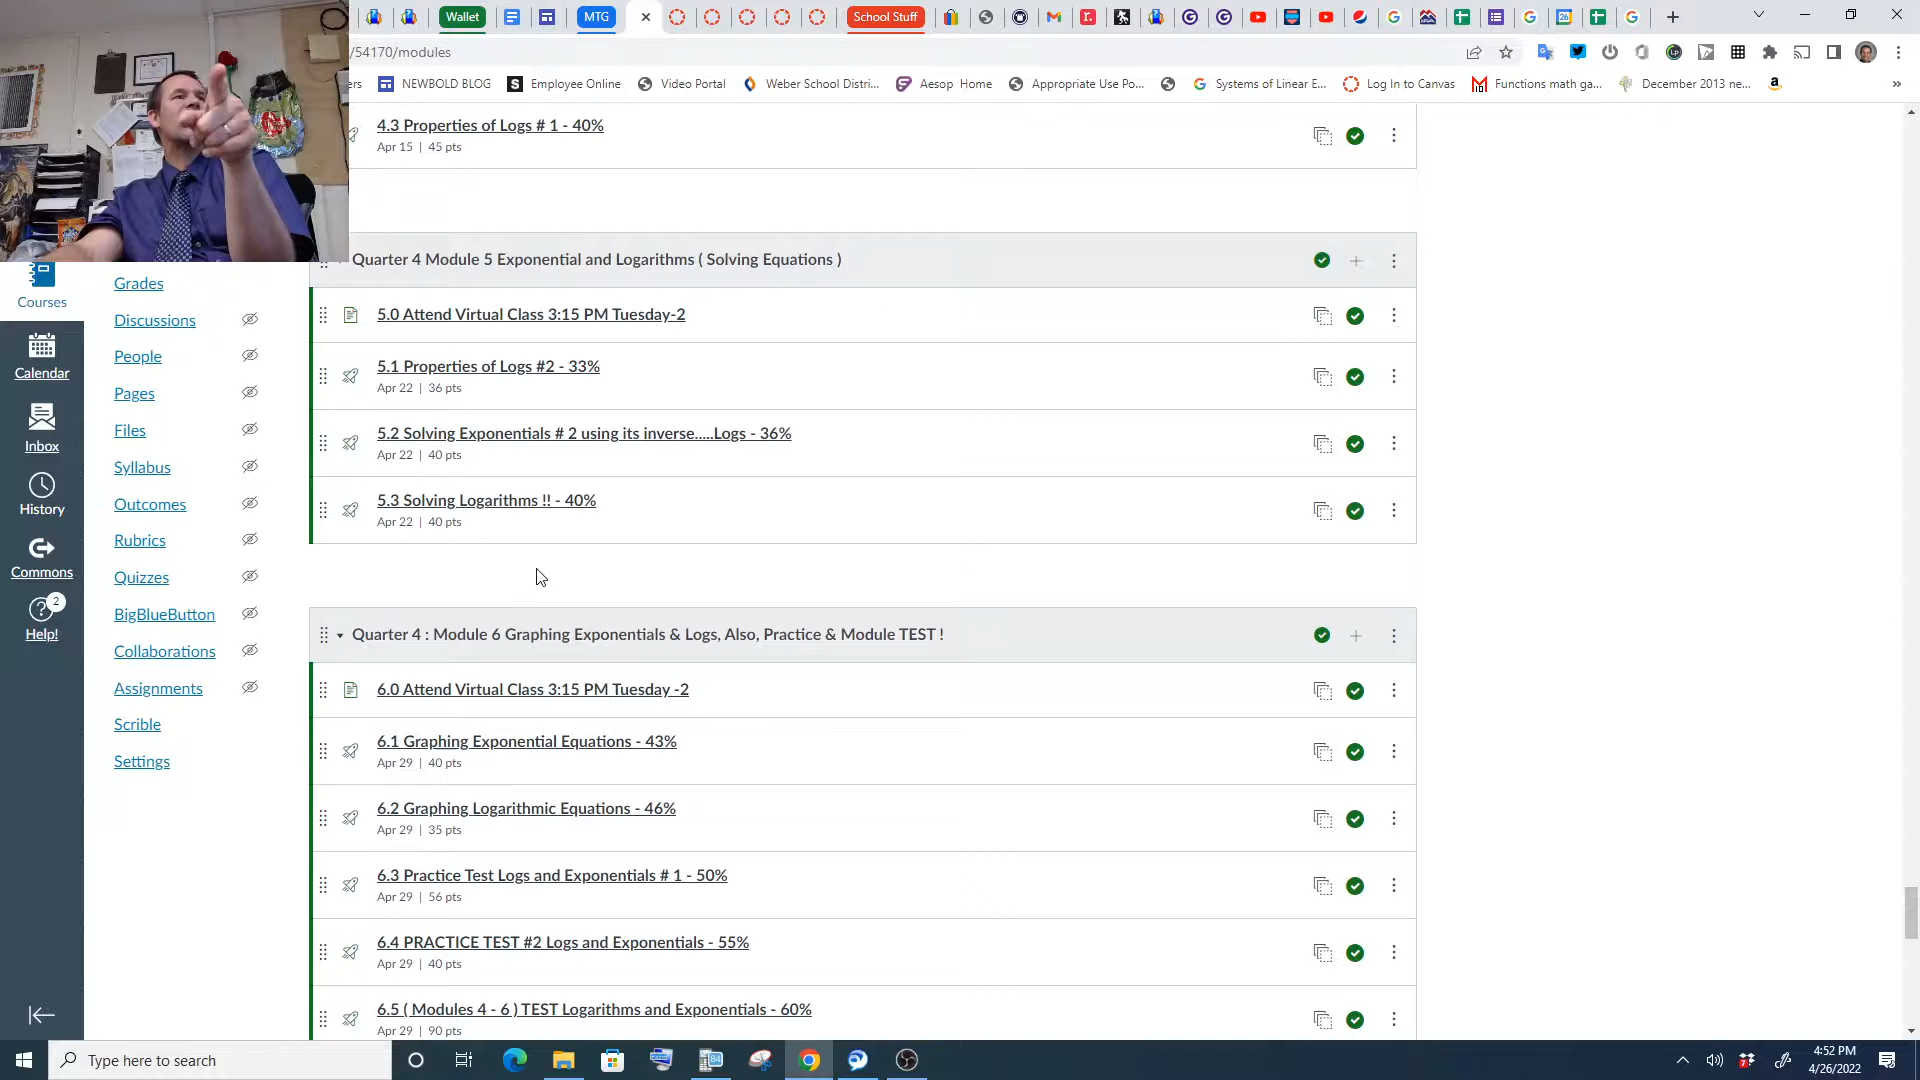 Wallet
MTG
School Stuff
/54170/modules
ers
NEWBOLD BLOG
Employee Online
Video Portal
Weber School Distri...
Aesop Home
Appropriate Use Po...
Systems of Linear E...
Log In to Canvas
Functions math ga...
December 2013 ne...
»
4.3 Properties of Logs # 1 - 40%
Apr 15 | 45 pts
Quarter 4 Module 5 Exponential and Logarithms ( Solving Equations )
5.0 Attend Virtual Class 3:15 PM Tuesday-2
5.1 Properties of Logs #2 - 33%
Apr 22 | 36 pts
5.2 Solving Exponentials # 2 using its inverse.....Logs - 36%
Apr 22 | 40 pts
5.3 Solving Logarithms !! - 40%
Apr 22 | 40 pts
Quarter 4 : Module 6 Graphing Exponentials & Logs, Also, Practice & Module TEST !
6.0 Attend Virtual Class 3:15 PM Tuesday -2
6.1 Graphing Exponential Equations - 43%
Apr 29 | 40 pts
6.2 Graphing Logarithmic Equations - 46%
Apr 29 | 35 pts
6.3 Practice Test Logs and Exponentials # 1 - 50%
Apr 29 | 56 pts
6.4 PRACTICE TEST #2 Logs and Exponentials - 55%
Apr 29 | 40 pts
6.5 ( Modules 4 - 6 ) TEST Logarithms and Exponentials - 60%
Apr 29 | 90 pts
Courses
Calendar
Inbox
History
Commons
2
Help!
Grades
Discussions
People
Pages
Files
Syllabus
Outcomes
Rubrics
Quizzes
BigBlueButton
Collaborations
Assignments
Scrible
Settings
Type here to search
4:52 PM
4/26/2022